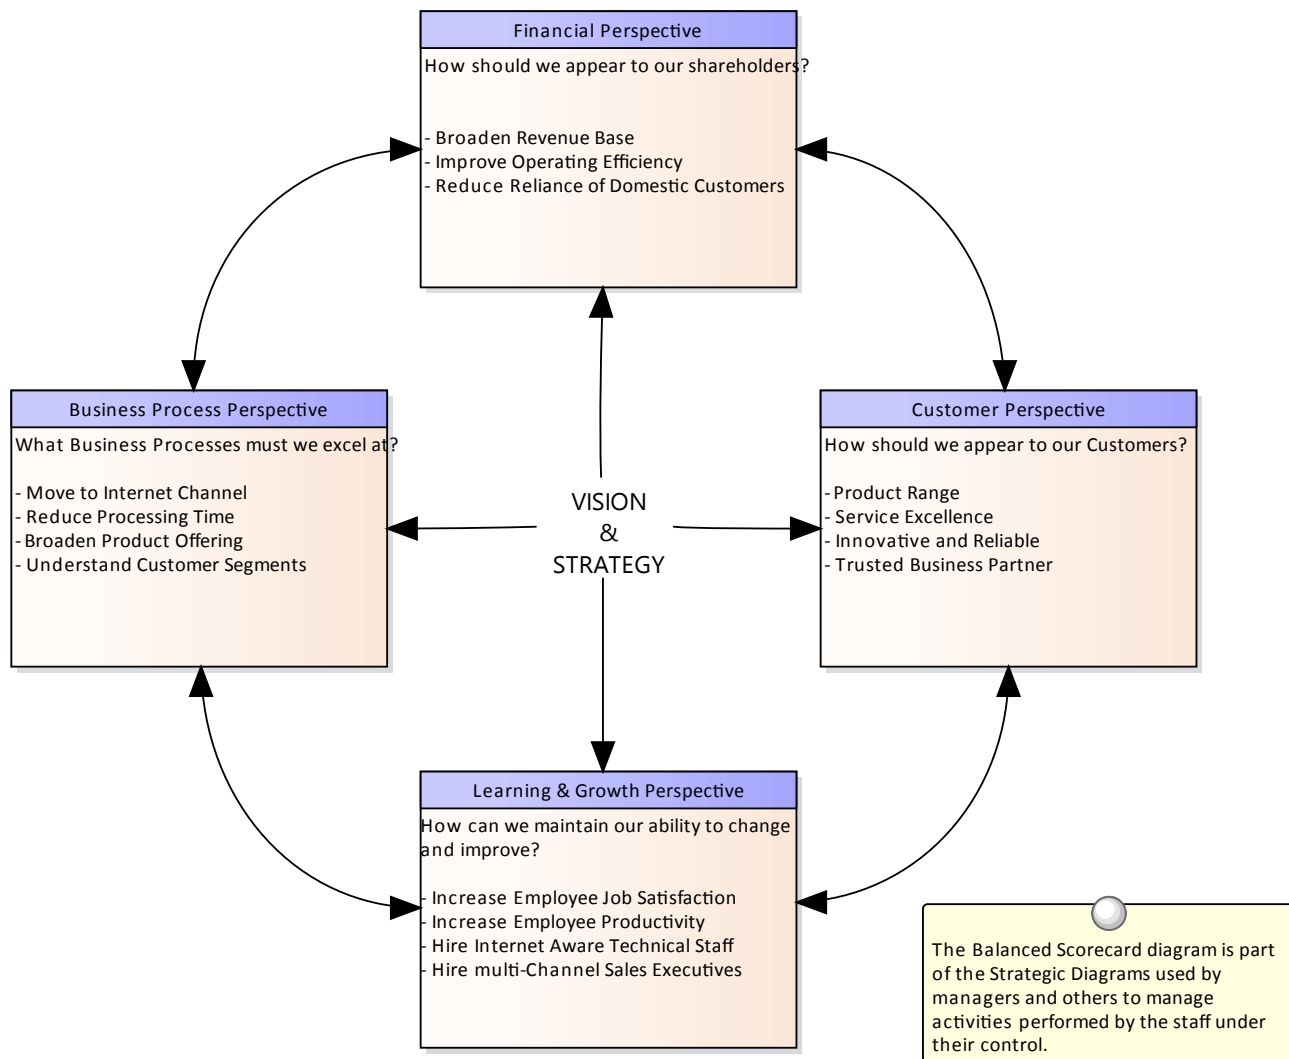 Financial Perspective
How should we appear to our shareholders?
- Broaden Revenue Base
- Improve Operating Efficiency
- Reduce Reliance of Domestic Customers
Business Process Perspective
What Business Processes must we excel at?
- Move to Internet Channel
- Reduce Processing Time
- Broaden Product Offering
- Understand Customer Segments
VISION
&
STRATEGY
Customer Perspective
How should we appear to our Customers?
- Product Range
- Service Excellence
- Innovative and Reliable
- Trusted Business Partner
Learning & Growth Perspective
How can we maintain our ability to change
and improve?
- Increase Employee Job Satisfaction
- Increase Employee Productivity
- Hire Internet Aware Technical Staff
- Hire multi-Channel Sales Executives
The Balanced Scorecard diagram is part
of the Strategic Diagrams used by
managers and others to manage
activities performed by the staff under
their control.